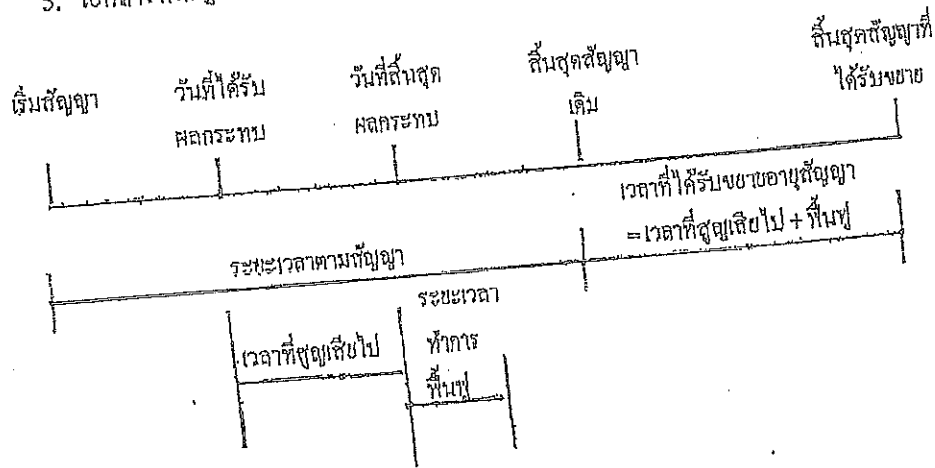 3.
เริ่มสัญญา
วันที่ได้รับ
ผลกระทบ
วันที่สิ้นสุด
ผลกระทบ
สิ้นสุดสัญญา
เดิม
สิ้นสุดสัญญาที่
ได้รับขยาย
เวลาที่ได้รับขยายอายุสัญญา
=เวลาที่สูญเสียไป + ฟื้นฟู
ระยะเวลาตามสัญญา
เวลาที่สูญเสียไป
ระยะเวลา
ทำการ
ฟื้นฟู